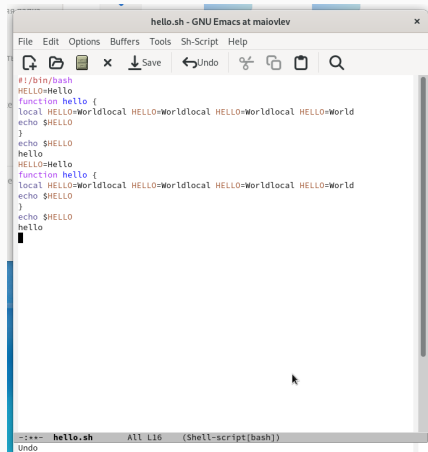 hello.sh - GNU Emacs at maiovlev
File Edit Options Buffers Tools Sh-Script Help
Save Undo
#!/bin/bash
HELLO=Hello
function hello {
local HELLO=Worldlocal HELLO=Worldlocal HELLO=Worldlocal HELLO=World
echo $HELLO
}
echo $HELLO
hello
HELLO=Hello
function hello {
local HELLO=Worldlocal HELLO=Worldlocal HELLO=Worldlocal HELLO=World
echo $HELLO
}
echo $HELLO
hello
-:**- hello.sh All L16 (Shell-script[bash])
Undo